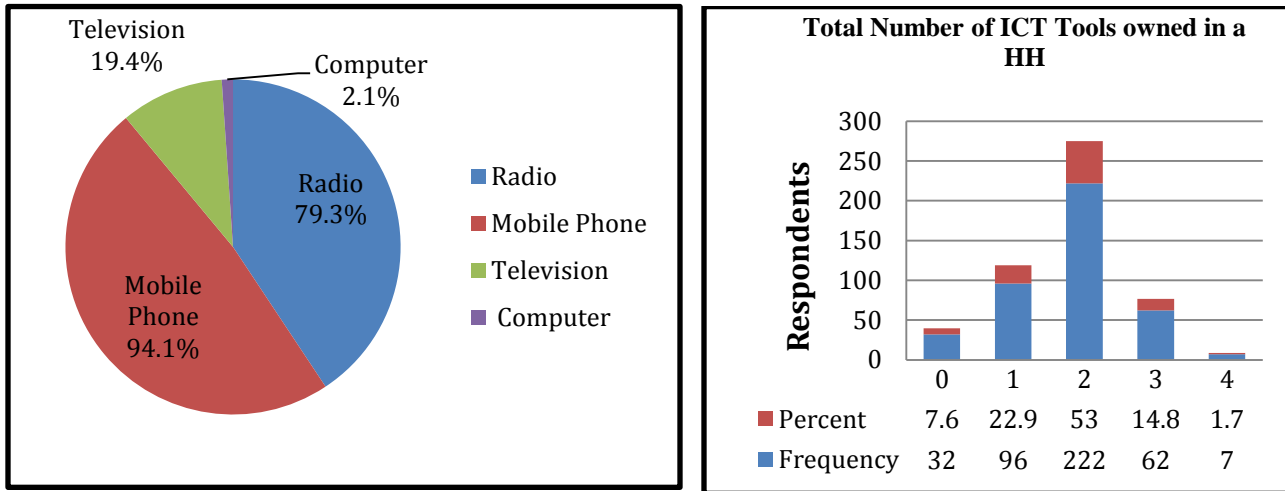 Television
19.4%
Computer
2.1%
Radio
79.3%
Mobile
Phone
94.1%
Radio
Mobile Phone
Television
Computer
Total Number of ICT Tools owned in a
HH
Respondents
300
250
200
150
100
50
0
0 1 2 3 4
Percent 7.6 22.9 53 14.8 1.7
Frequency 32 96 222 62 7